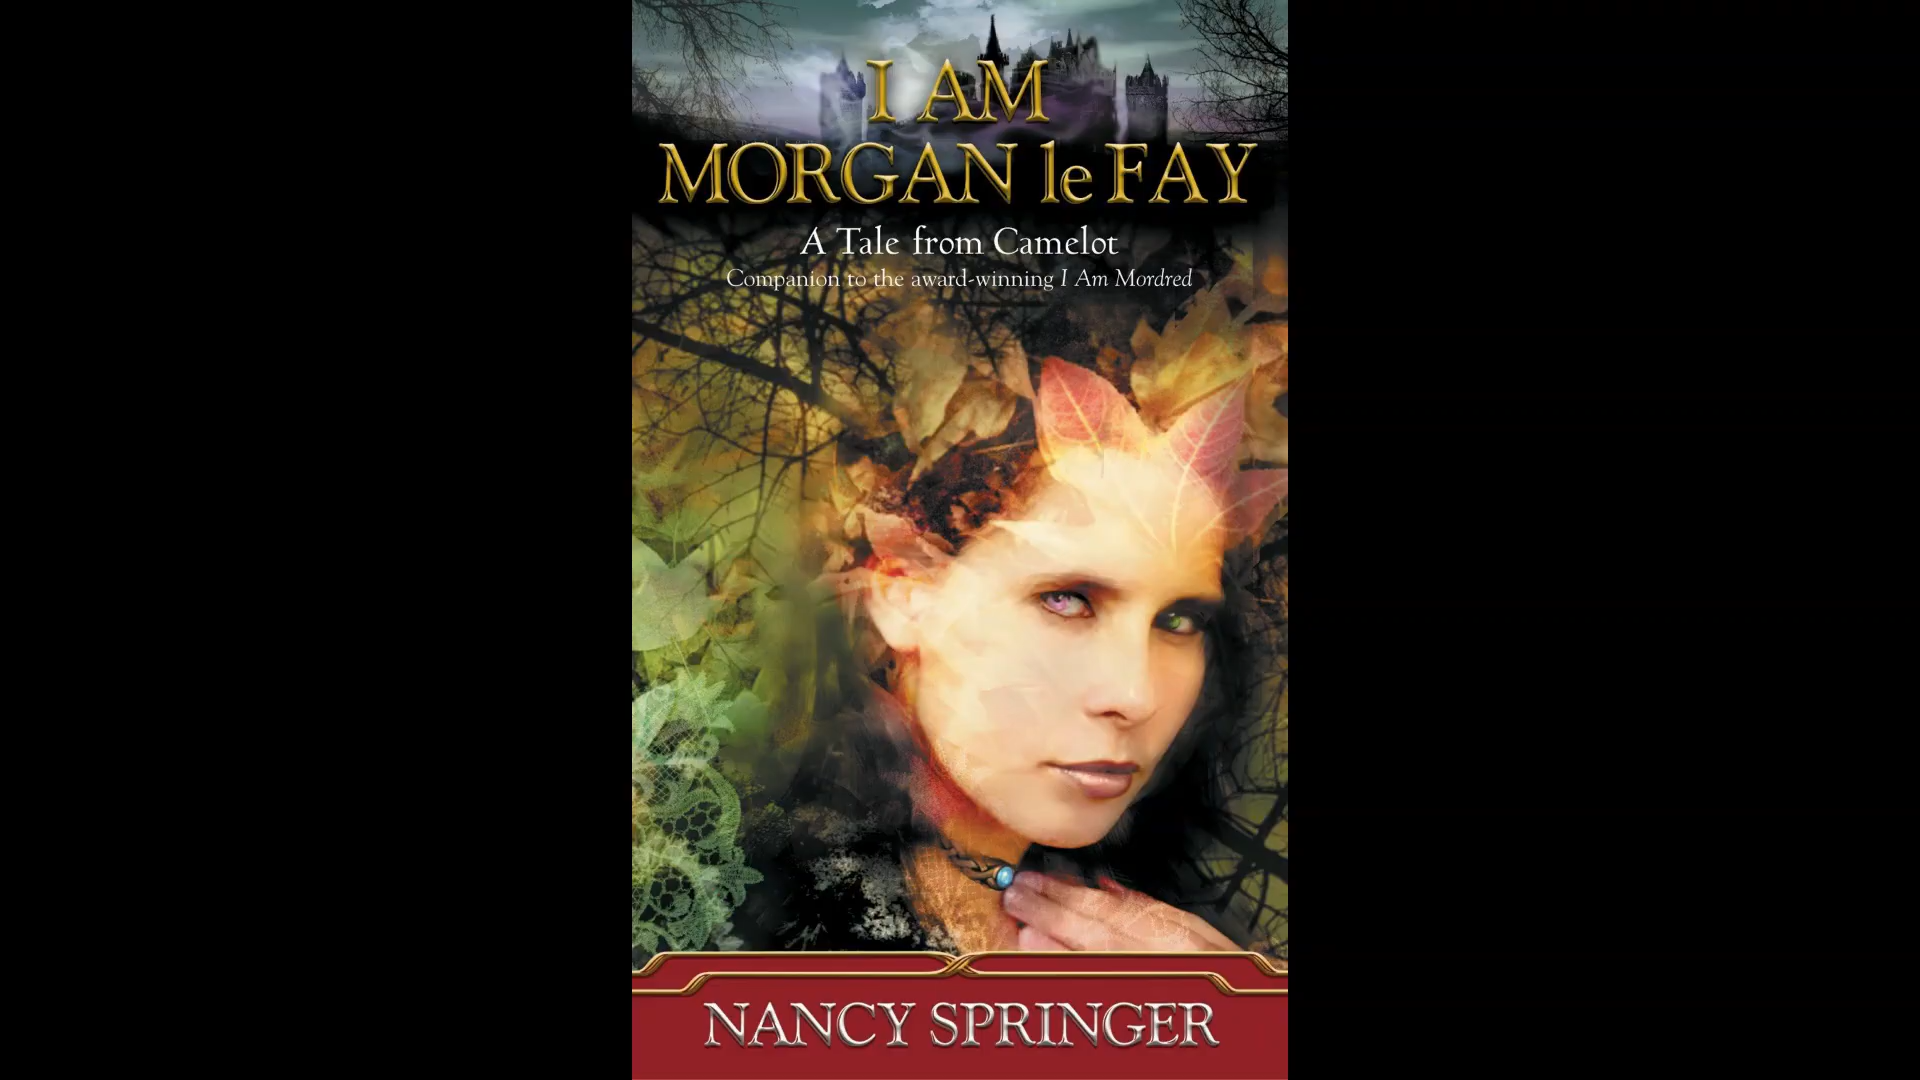 I AM
MORGAN le FAY
A Tale from Camelot
Companion to the award-winning I Am Mordred
NANCY SPRINGER